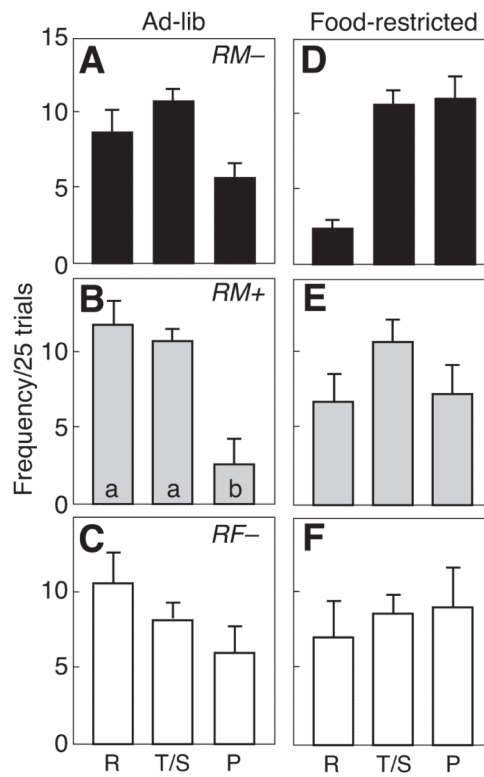 Ad-lib Food-restricted
15 A RM– D
10
5
0
B RM+ E
10
5
0
a a b
C RF– F
10
5
0
R T/S P R T/S P
Frequency/25 trials